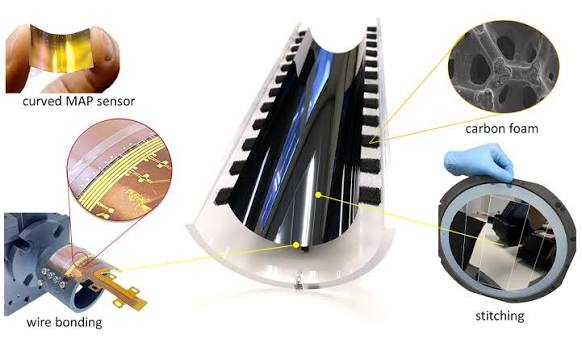 curved MAP sensor
carbon foam
wire bonding
stitching